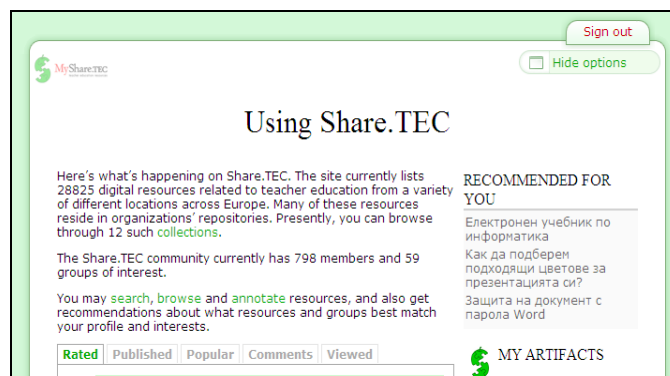 Sign out
Hide options
MyShare.TEC
Using Share.TEC
Here's what's happening on Share.TEC. The site currently lists
28825 digital resources related to teacher education from a variety
of different locations across Europe. Many of these resources
reside in organizations' repositories. Presently, you can browse
through 12 such collections.
The Share.TEC community currently has 798 members and 59
groups of interest.
You may search, browse and annotate resources, and also get
recommendations about what resources and groups best match
your profile and interests.
Rated Published Popular Comments Viewed
RECOMMENDED FOR
YOU
Електронен учебник по
информатика
Как да подберем
подходящи цветове за
презентацията си?
Защита на документ с
парола Word
MY ARTIFACTS